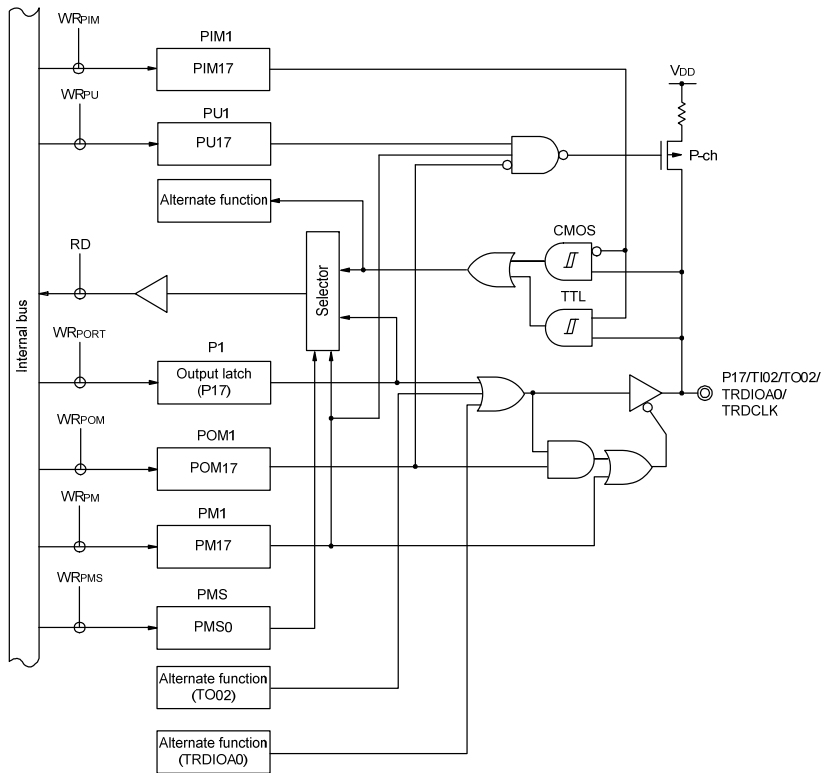 WRPIM
PIM1
PIM17
WRPU
PU1
PU17
VDD
P-ch
Alternate function
CMOS
RD
Selector
TTL
Internal bus
WRPORT
P1
Output latch
(P17)
P17/TI02/TO02/
TRDIOA0/
TRDCLK
WRPOM
POM1
POM17
WRPM
PM1
PM17
WRPMS
PMS
PMS0
Alternate function
(TO02)
Alternate function
(TRDIOA0)